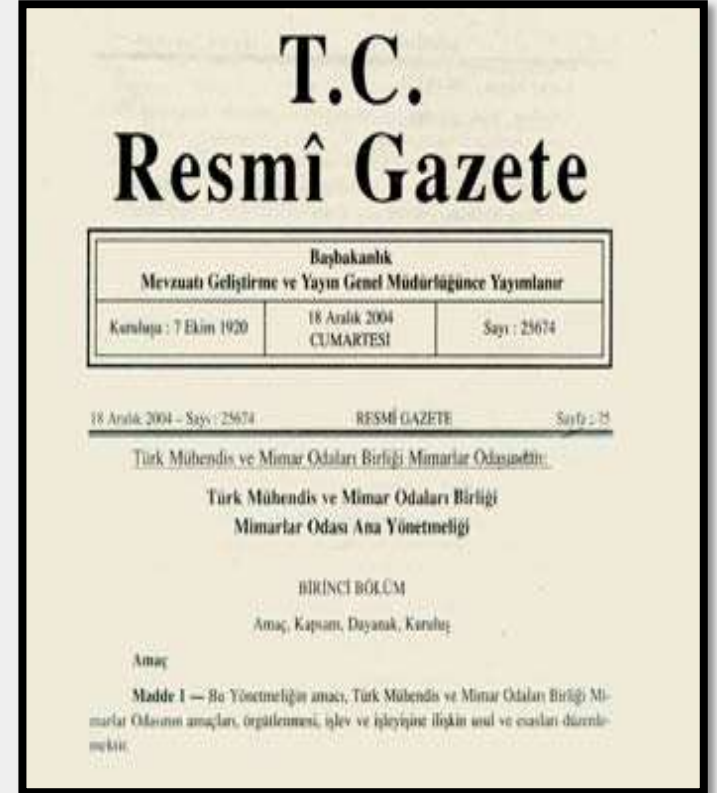 T.C.
Resmî Gazete
Başbakanlık
Mevzuatı Geliştirme ve Yayın Genel Müdürlüğünce Yayımlanır
Kuruluşu : 7 Ekim 1920
18 Aralık 2004
CUMARTESİ
Sayı : 25674
18 Aralık 2004 – Sayı : 25674 RESMÎ GAZETE Sayfa :
Türk Mühendis ve Mimar Odaları Birliği Mimarlar Odasından:
Türk Mühendis ve Mimar Odaları Birliği
Mimarlar Odası Ana Yönetmeliği
BİRİNCİ BÖLÜM
Amaç, Kapsam, Dayanak, Kuruluş
Amaç
Madde 1 — Bu Yönetmeliğin amacı, Türk Mühendis ve Mimar Odaları Birliği Mi-
marlar Odasının amaçları, örgütlenmesi, işlev ve işleyişine ilişkin usul ve esasları düzenle-
mektir.